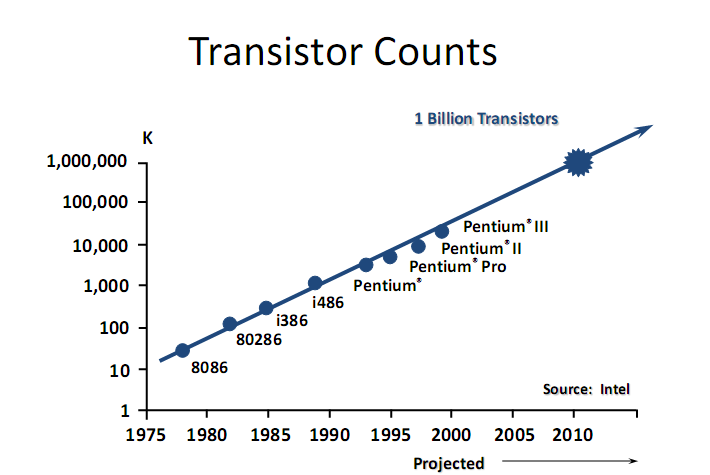 Transistor Counts
1 Billion Transistors
K
1,000,000
100,000
10,000
1,000
100
10
1
Pentium® III
Pentium® II
Pentium® Pro
Pentium®
i486
i386
80286
8086
Source: Intel
1975 1980 1985 1990 1995 2000 2005 2010
Projected